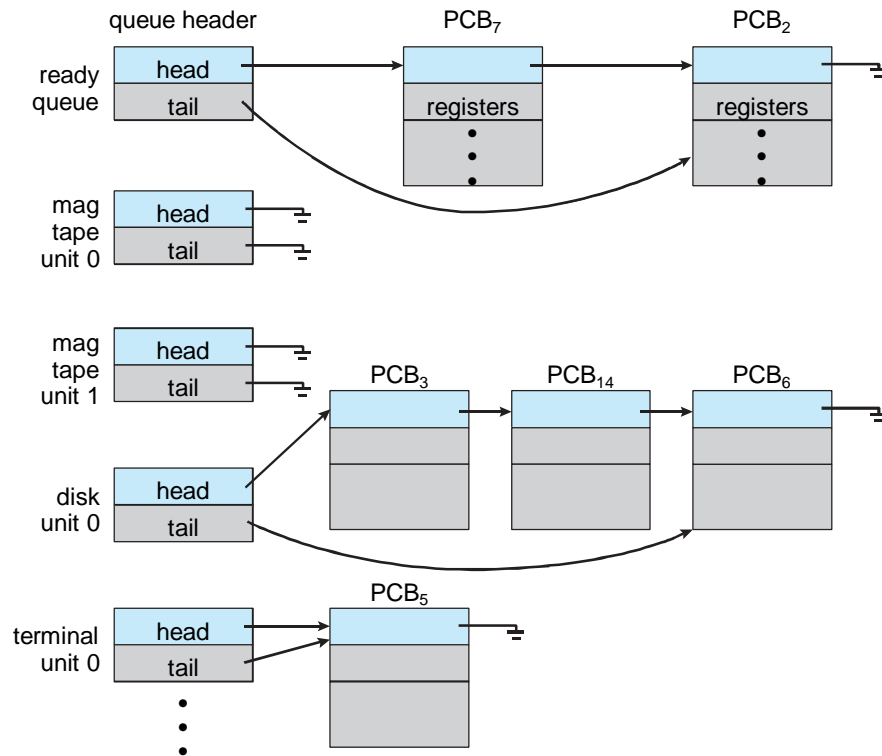 queue header
PCB₇
PCB₂
ready
queue
head
tail
registers
registers
mag
tape
unit 0
head
tail
mag
tape
unit 1
head
tail
PCB₃
PCB₁₄
PCB₆
disk
unit 0
head
tail
PCB₅
terminal
unit 0
head
tail